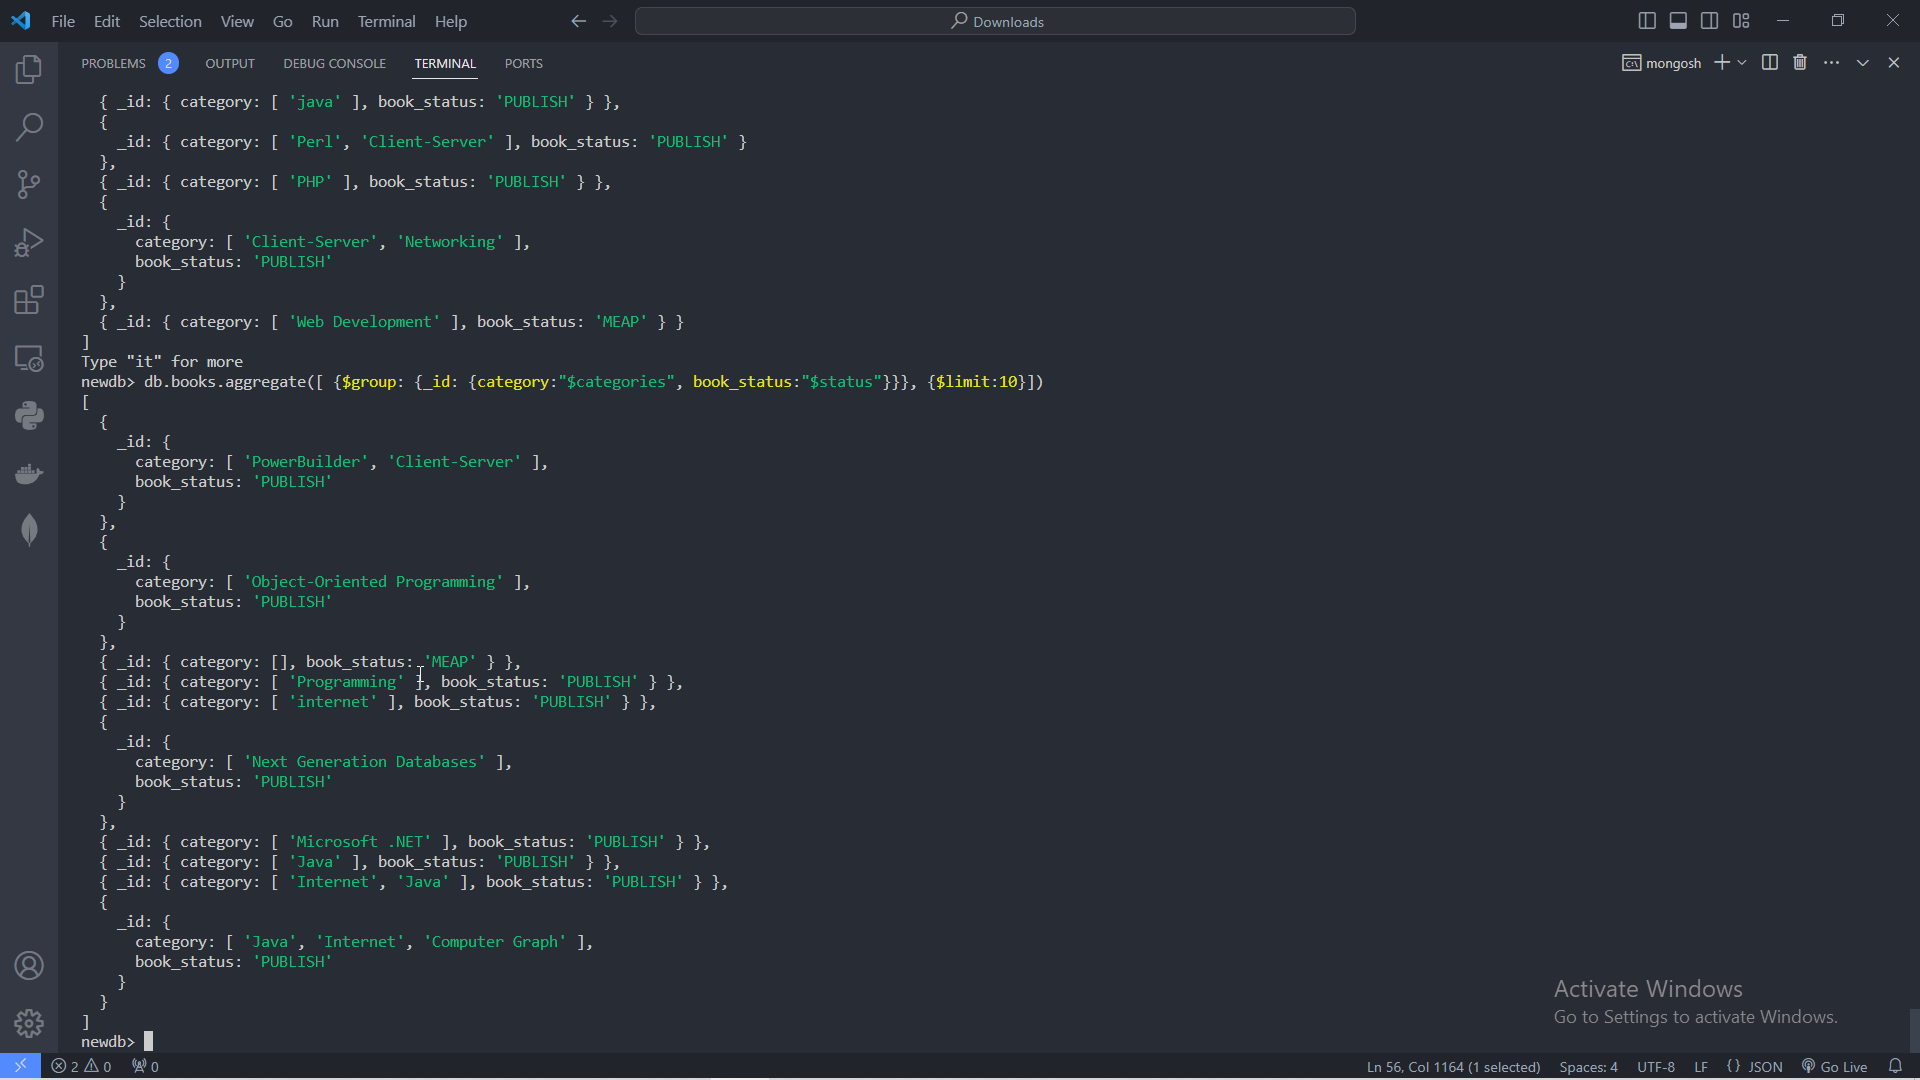 File Edit Selection View Go Run Terminal Help Downloads
PROBLEMS 2 OUTPUT DEBUG CONSOLE TERMINAL PORTS mongosh
{ _id: { category: [ 'java' ], book_status: 'PUBLISH' } },
{
_id: { category: [ 'Perl', 'Client-Server' ], book_status: 'PUBLISH' }
},
{ _id: { category: [ 'PHP' ], book_status: 'PUBLISH' } },
{
_id: {
category: [ 'Client-Server', 'Networking' ],
book_status: 'PUBLISH'
}
},
{ _id: { category: [ 'Web Development' ], book_status: 'MEAP' } }
]
Type "it" for more
newdb> db.books.aggregate([ {$group: {_id: {category:"$categories", book_status:"$status"}}}, {$limit:10}])
[
{
_id: {
category: [ 'PowerBuilder', 'Client-Server' ],
book_status: 'PUBLISH'
}
},
{
_id: {
category: [ 'Object-Oriented Programming' ],
book_status: 'PUBLISH'
}
},
{ _id: { category: [], book_status: 'MEAP' } },
{ _id: { category: [ 'Programming' ], book_status: 'PUBLISH' } },
{ _id: { category: [ 'internet' ], book_status: 'PUBLISH' } },
{
_id: {
category: [ 'Next Generation Databases' ],
book_status: 'PUBLISH'
}
},
{ _id: { category: [ 'Microsoft .NET' ], book_status: 'PUBLISH' } },
{ _id: { category: [ 'Java' ], book_status: 'PUBLISH' } },
{ _id: { category: [ 'Internet', 'Java' ], book_status: 'PUBLISH' } },
{
_id: {
category: [ 'Java', 'Internet', 'Computer Graph' ],
book_status: 'PUBLISH'
}
}
]
newdb>
Activate Windows
Go to Settings to activate Windows.
2 0 0 Ln 56, Col 1164 (1 selected) Spaces: 4 UTF-8 LF {} JSON Go Live